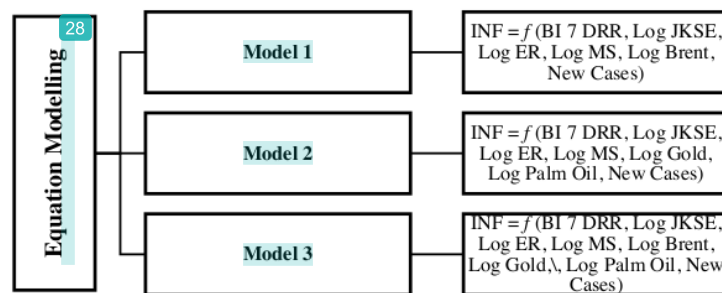 28
Equation Modelling
Model 1
INF = f (BI 7 DRR, Log JKSE,
Log ER, Log MS, Log Brent,
New Cases)
Model 2
INF = f (BI 7 DRR, Log JKSE,
Log ER, Log MS, Log Gold,
Log Palm Oil, New Cases)
Model 3
INF = f (BI 7 DRR, Log JKSE,
Log ER, Log MS, Log Brent,
Log Gold,\, Log Palm Oil, New
Cases)